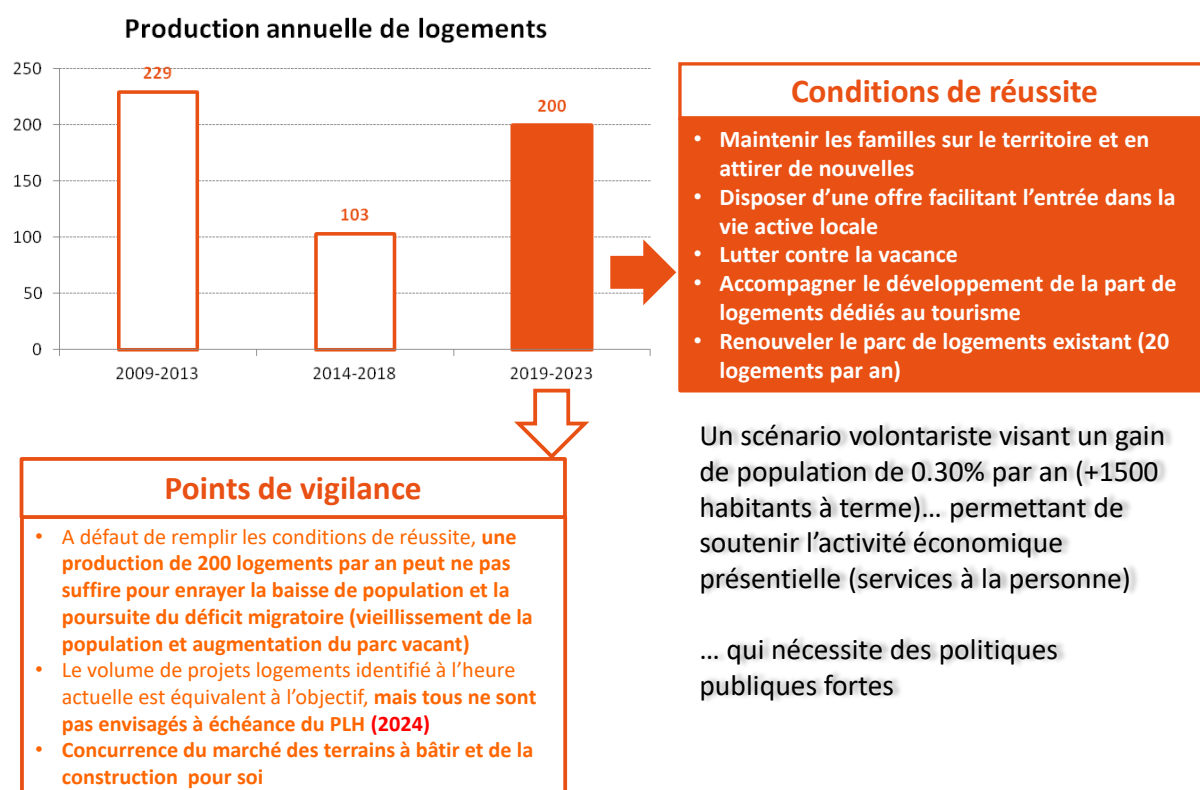 Production annuelle de logements
250
200
150
100
50
0
229
103
200
2009-2013
2014-2018
2019-2023
Conditions de réussite
• Maintenir les familles sur le territoire et en
attirer de nouvelles
• Disposer d’une offre facilitant l’entrée dans la
vie active locale
• Lutter contre la vacance
• Accompagner le développement de la part de
logements dédiés au tourisme
• Renouveler le parc de logements existant (20
logements par an)
Points de vigilance
• A défaut de remplir les conditions de réussite, une
production de 200 logements par an peut ne pas
suffire pour enrayer la baisse de population et la
poursuite du déficit migratoire (vieillissement de la
population et augmentation du parc vacant)
• Le volume de projets logements identifié à l’heure
actuelle est équivalent à l’objectif, mais tous ne sont
pas envisagés à échéance du PLH (2024)
• Concurrence du marché des terrains à bâtir et de la
construction pour soi
Un scénario volontariste visant un gain
de population de 0.30% par an (+1500
habitants à terme)… permettant de
soutenir l’activité économique
présentielle (services à la personne)
… qui nécessite des politiques
publiques fortes